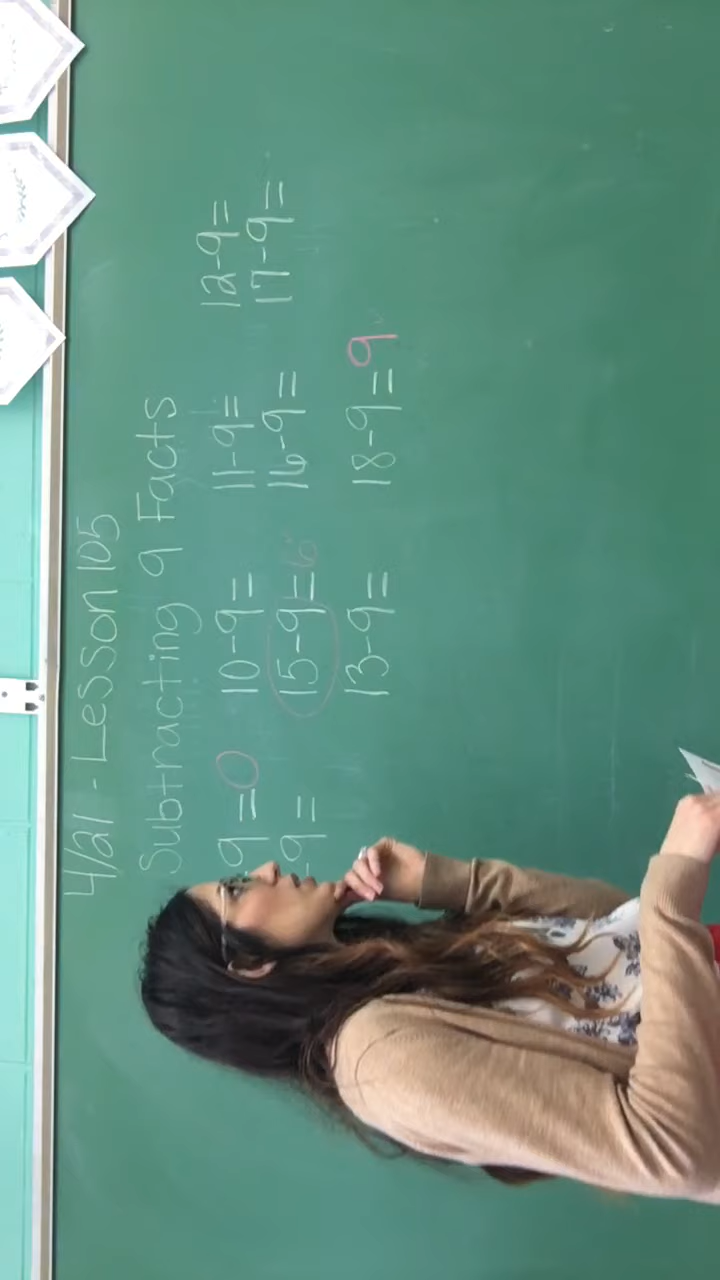 4/21 - Lesson 105
Subtracting 9 Facts
9 = 0 10-9= 11-9= 12-9=
-9 = 15-9=6 16-9= 17-9=
13-9= 18-9=9